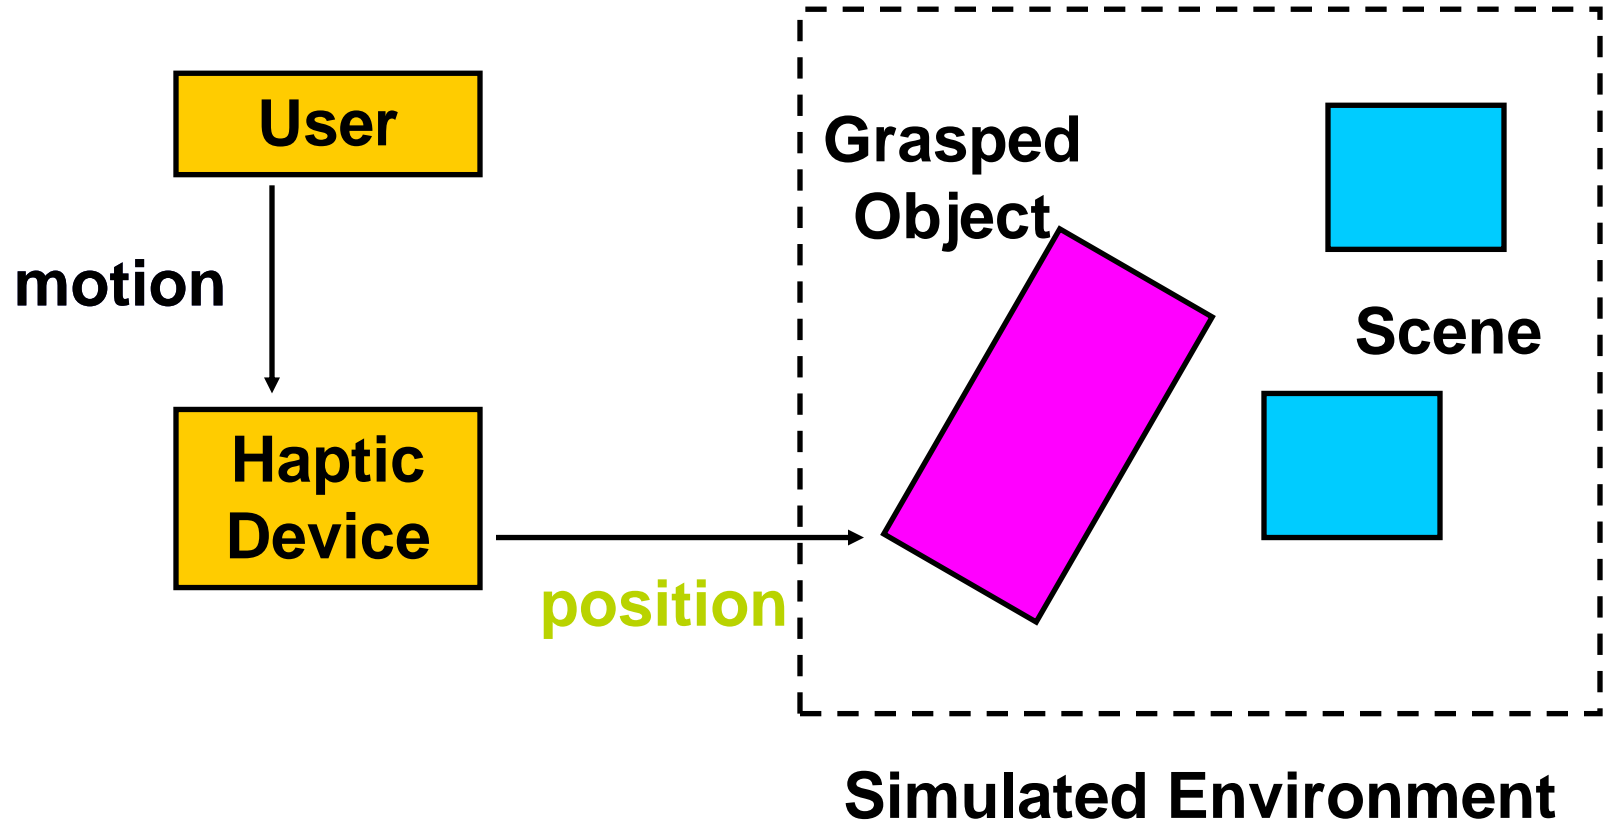 User
motion
Haptic
Device
position
Grasped
Object
Scene
Simulated Environment